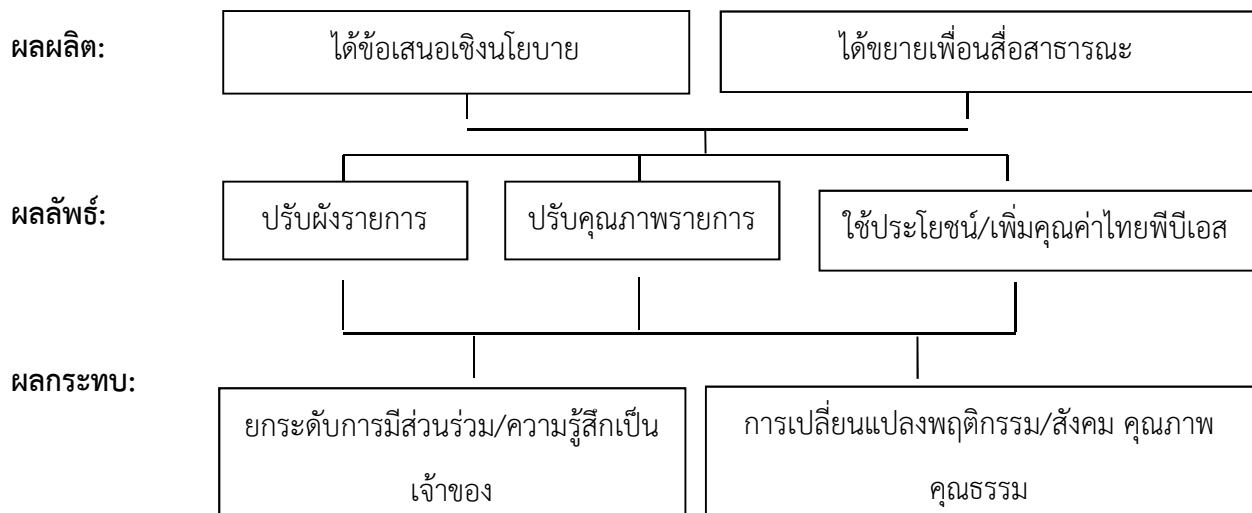 ผลผลิต:
ได้ข้อเสนอเชิงนโยบาย
ได้ขยายเพื่อนสื่อสาธารณะ
ผลลัพธ์:
ปรับผังรายการ
ปรับคุณภาพรายการ
ใช้ประโยชน์/เพิ่มคุณค่าไทยพีบีเอส
ผลกระทบ:
ยกระดับการมีส่วนร่วม/ความรู้สึกเป็น
เจ้าของ
การเปลี่ยนแปลงพฤติกรรม/สังคม คุณภาพ
คุณธรรม